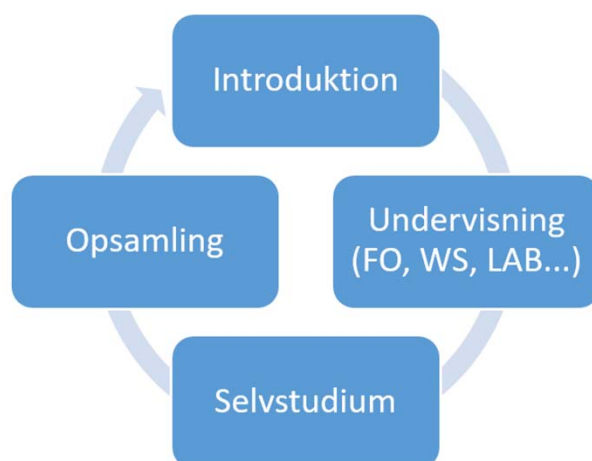 Introduktion
Undervisning
(FO, WS, LAB...)
Selvstudium
Opsamling